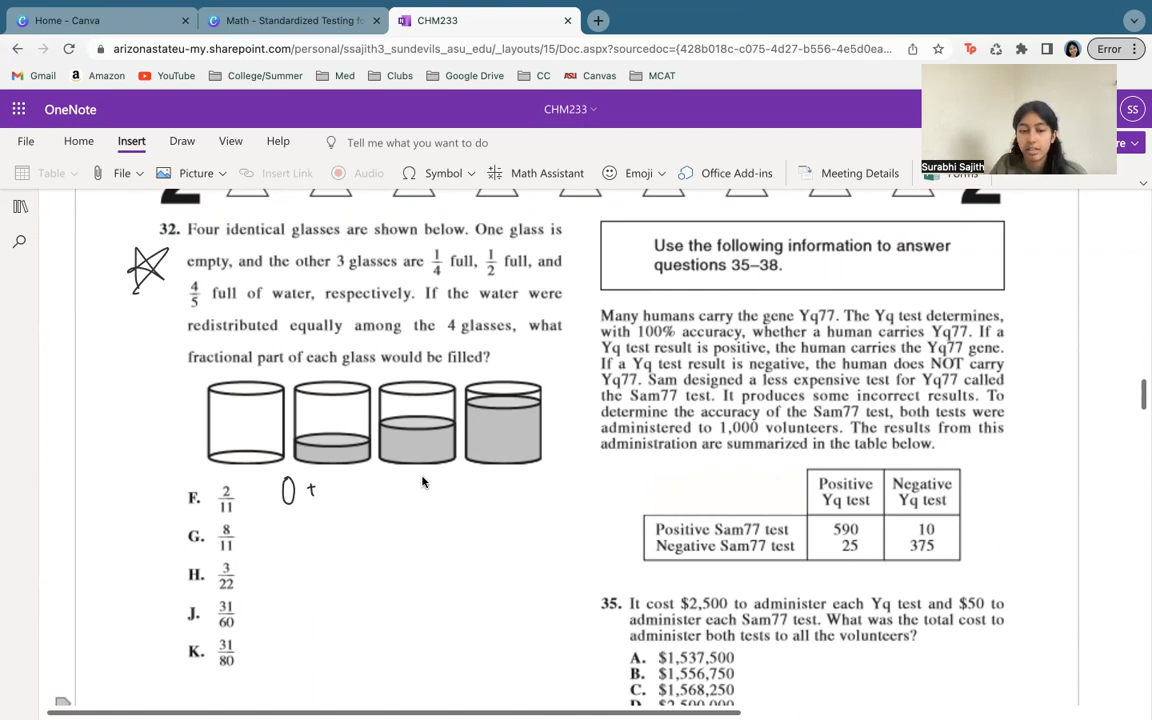 Home - Canva
Math - Standardized Testing fo
CHM233
arizonastateu-my.sharepoint.com/personal/ssajith3_sundevils_asu_edu/_layouts/15/Doc.aspx?sourcedoc={428b018c-c075-4d27-b556-4e5d0ea...
Error
Gmail Amazon YouTube College/Summer Med Clubs Google Drive CC Canvas MCAT
OneNote
CHM233
SS
File Home Insert Draw View Help Tell me what you want to do
Surabhi Sajith
Table File Picture Insert Link Audio Symbol Math Assistant Emoji Office Add-ins Meeting Details Forms
2 2
32. Four identical glasses are shown below. One glass is
empty, and the other 3 glasses are 1/4 full, 1/2 full, and
4/5 full of water, respectively. If the water were
redistributed equally among the 4 glasses, what
fractional part of each glass would be filled?
0 +
F. 2/11
G. 8/11
H. 3/22
J. 31/60
K. 31/80
Use the following information to answer
questions 35–38.
Many humans carry the gene Yq77. The Yq test determines,
with 100% accuracy, whether a human carries Yq77. If a
Yq test result is positive, the human carries the Yq77 gene.
If a Yq test result is negative, the human does NOT carry
Yq77. Sam designed a less expensive test for Yq77 called
the Sam77 test. It produces some incorrect results. To
determine the accuracy of the Sam77 test, both tests were
administered to 1,000 volunteers. The results from this
administration are summarized in the table below.
Positive Negative
Yq test Yq test
Positive Sam77 test 590 10
Negative Sam77 test 25 375
35. It cost $2,500 to administer each Yq test and $50 to
administer each Sam77 test. What was the total cost to
administer both tests to all the volunteers?
A. $1,537,500
B. $1,556,750
C. $1,568,250
D. $2,500,000